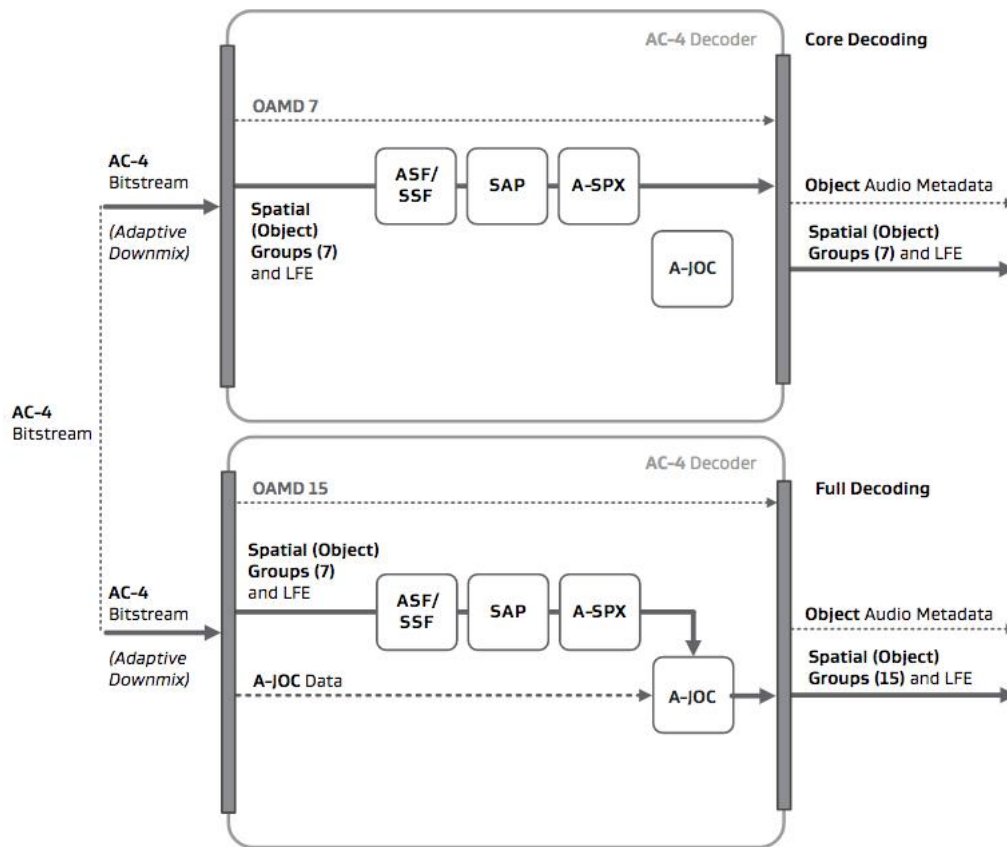 AC-4 Decoder
Core Decoding
OAMD 7
AC-4
Bitstream
(Adaptive
Downmix)
ASF/
SSF
SAP
A-SPX
Spatial
(Object)
Groups (7)
and LFE
A-JOC
Object Audio Metadata
Spatial (Object)
Groups (7) and LFE
AC-4
Bitstream
AC-4 Decoder
Full Decoding
OAMD 15
Spatial (Object)
Groups (7)
and LFE
AC-4
Bitstream
(Adaptive
Downmix)
ASF/
SSF
SAP
A-SPX
A-JOC Data
A-JOC
Object Audio Metadata
Spatial (Object)
Groups (15) and LFE